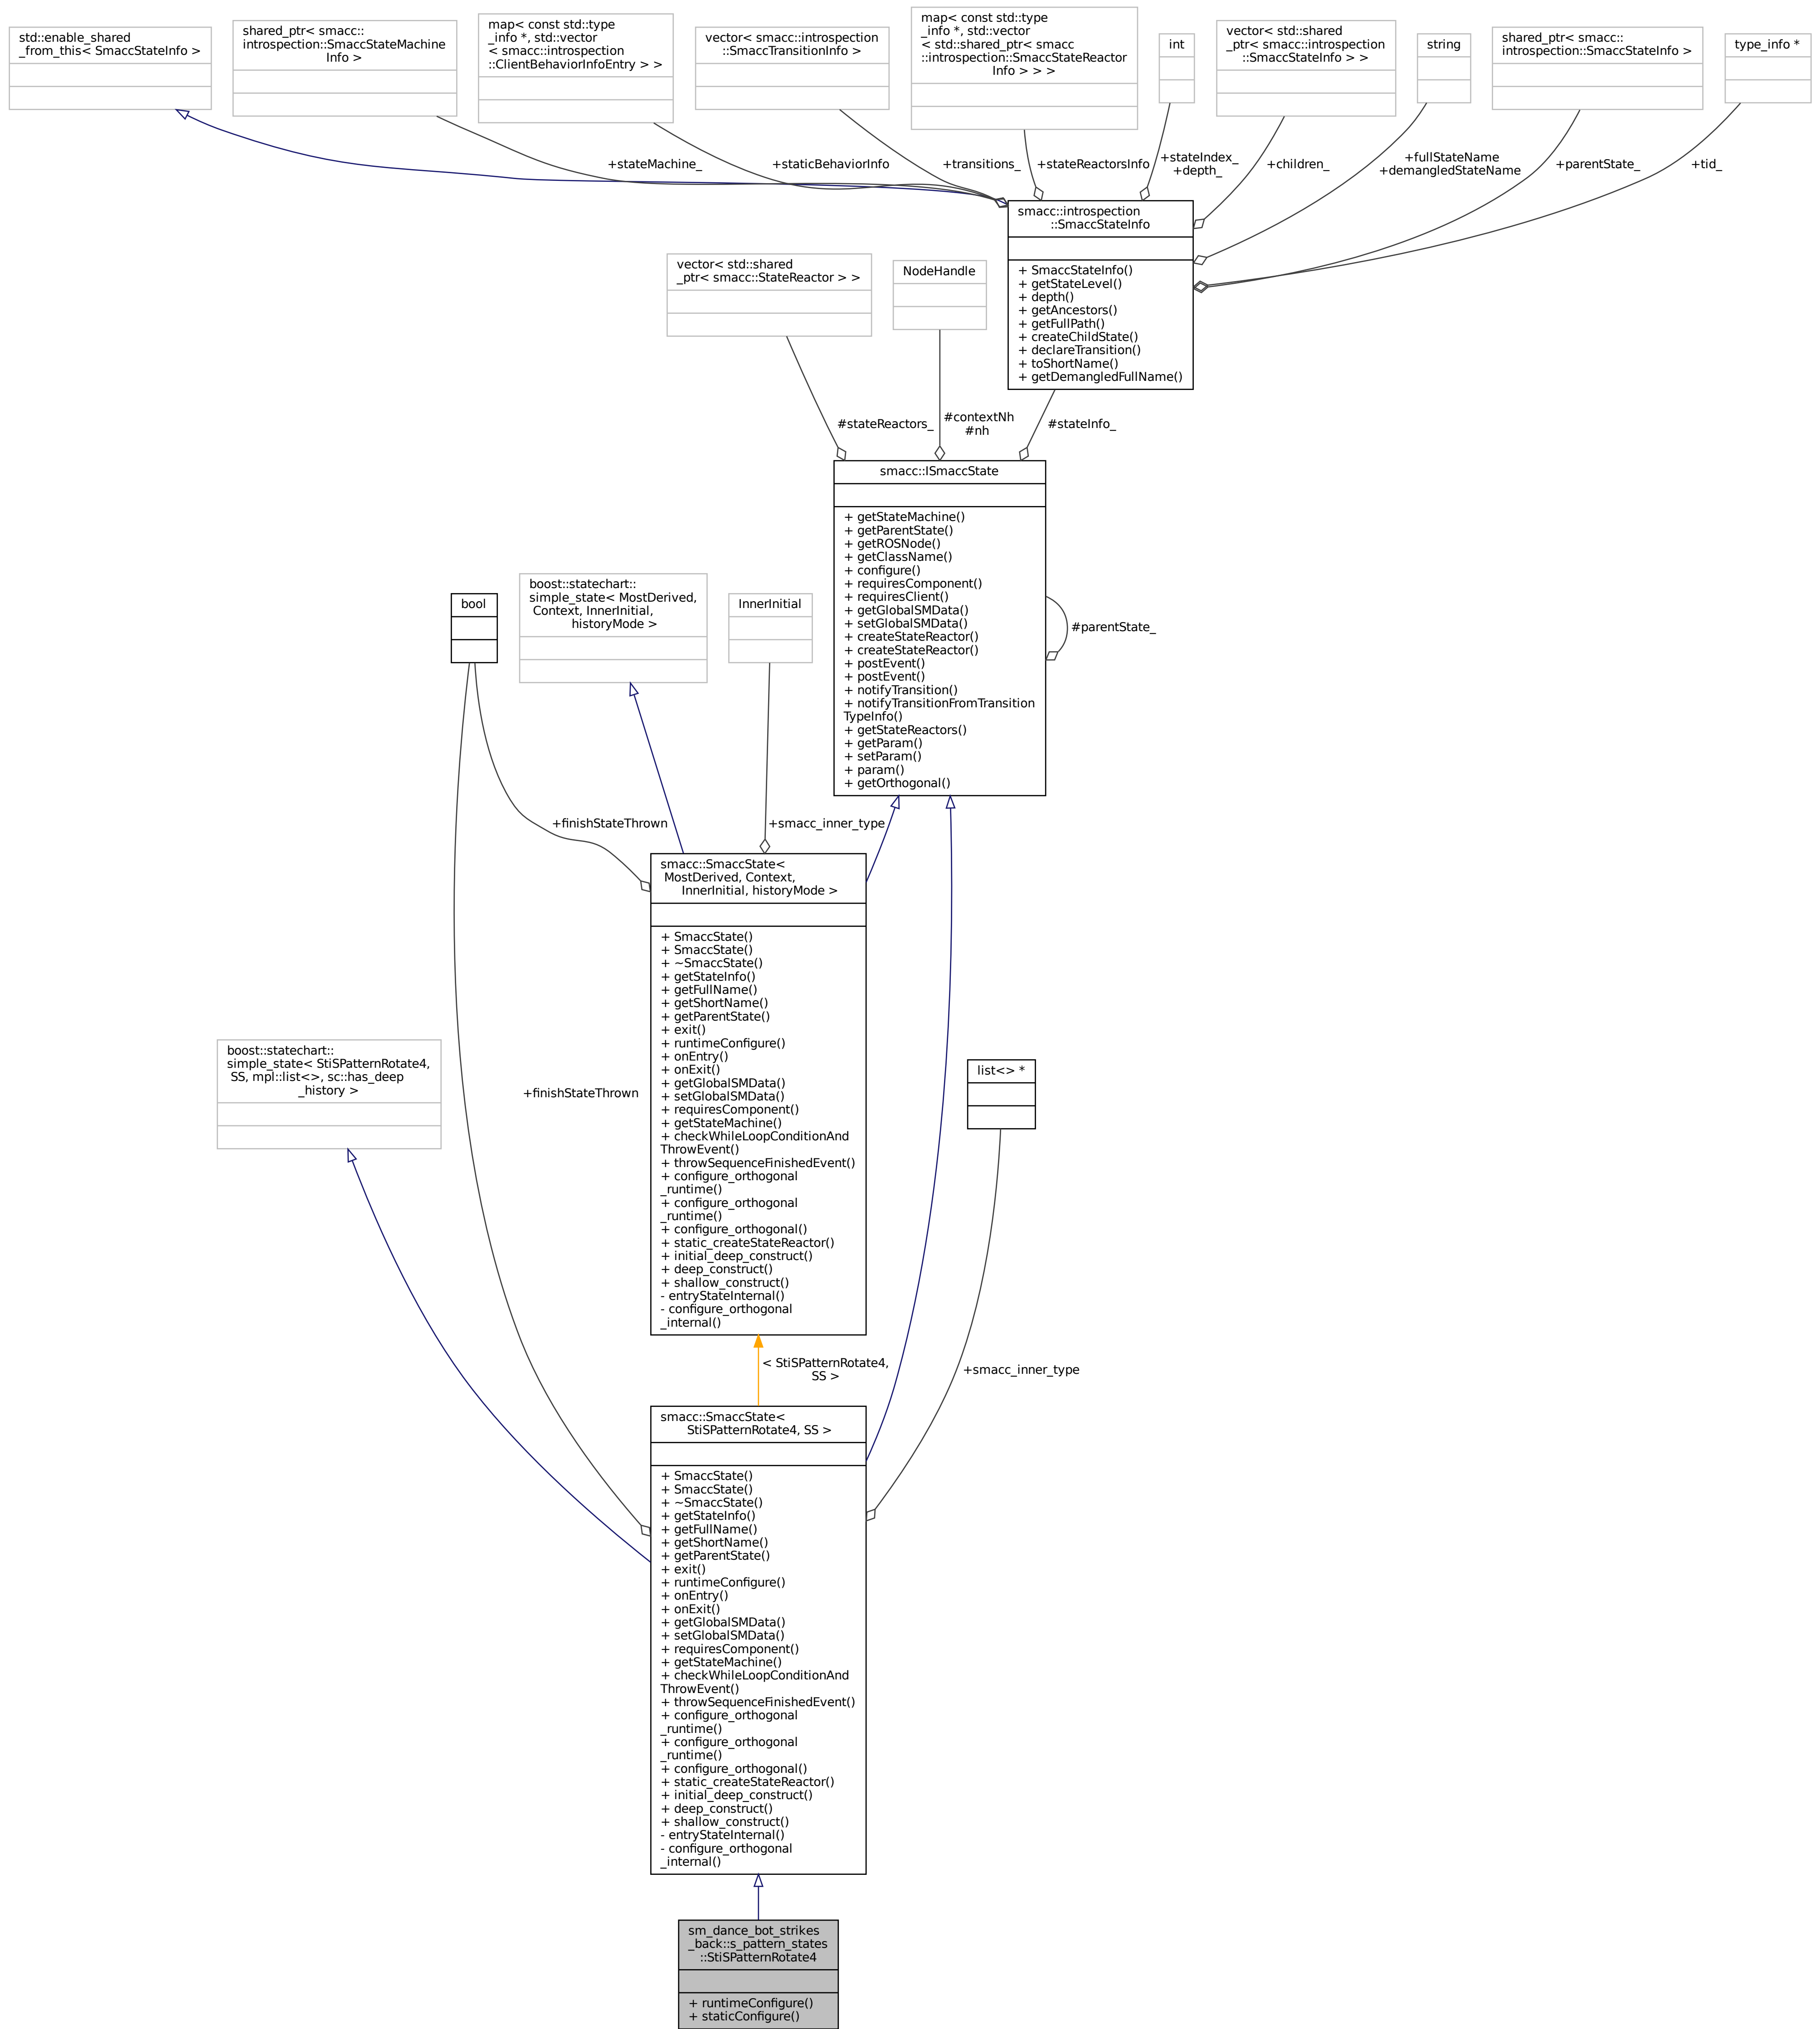 std::enable_shared
_from_this< SmaccStateInfo >
shared_ptr< smacc::
introspection::SmaccStateMachine
Info >
map< const std::type
_info *, std::vector
< smacc::introspection
::ClientBehaviorInfoEntry > >
vector< smacc::introspection
::SmaccTransitionInfo >
map< const std::type
_info *, std::vector
< std::shared_ptr< smacc
::introspection::SmaccStateReactor
Info > > >
int
vector< std::shared
_ptr< smacc::introspection
::SmaccStateInfo > >
string
shared_ptr< smacc::
introspection::SmaccStateInfo >
type_info *
+stateMachine_
+staticBehaviorInfo
+transitions_
+stateReactorsInfo
+stateIndex_
+depth_
+children_
+fullStateName
+demangledStateName
+parentState_
+tid_
smacc::introspection
::SmaccStateInfo
+ SmaccStateInfo()
+ getStateLevel()
+ depth()
+ getAncestors()
+ getFullPath()
+ createChildState()
+ declareTransition()
+ toShortName()
+ getDemangledFullName()
vector< std::shared
_ptr< smacc::StateReactor > >
NodeHandle
#stateReactors_
#contextNh
#nh
#stateInfo_
smacc::ISmaccState
+ getStateMachine()
+ getParentState()
+ getROSNode()
+ getClassName()
+ configure()
+ requiresComponent()
+ requiresClient()
+ getGlobalSMData()
+ setGlobalSMData()
+ createStateReactor()
+ createStateReactor()
+ postEvent()
+ postEvent()
+ notifyTransition()
+ notifyTransitionFromTransition
TypeInfo()
+ getStateReactors()
+ getParam()
+ setParam()
+ param()
+ getOrthogonal()
#parentState_
bool
boost::statechart::
simple_state< MostDerived,
Context, InnerInitial,
historyMode >
InnerInitial
+finishStateThrown
+smacc_inner_type
smacc::SmaccState<
MostDerived, Context,
InnerInitial, historyMode >
+ SmaccState()
+ SmaccState()
+ ~SmaccState()
+ getStateInfo()
+ getFullName()
+ getShortName()
+ getParentState()
+ exit()
+ runtimeConfigure()
+ onEntry()
+ onExit()
+ getGlobalSMData()
+ setGlobalSMData()
+ requiresComponent()
+ getStateMachine()
+ checkWhileLoopConditionAnd
ThrowEvent()
+ throwSequenceFinishedEvent()
+ configure_orthogonal
_runtime()
+ configure_orthogonal
_runtime()
+ configure_orthogonal()
+ static_createStateReactor()
+ initial_deep_construct()
+ deep_construct()
+ shallow_construct()
- entryStateInternal()
- configure_orthogonal
_internal()
boost::statechart::
simple_state< StiSPatternRotate4,
SS, mpl::list<>, sc::has_deep
_history >
+finishStateThrown
list<> *
< StiSPatternRotate4,
SS >
+smacc_inner_type
smacc::SmaccState<
StiSPatternRotate4, SS >
+ SmaccState()
+ SmaccState()
+ ~SmaccState()
+ getStateInfo()
+ getFullName()
+ getShortName()
+ getParentState()
+ exit()
+ runtimeConfigure()
+ onEntry()
+ onExit()
+ getGlobalSMData()
+ setGlobalSMData()
+ requiresComponent()
+ getStateMachine()
+ checkWhileLoopConditionAnd
ThrowEvent()
+ throwSequenceFinishedEvent()
+ configure_orthogonal
_runtime()
+ configure_orthogonal
_runtime()
+ configure_orthogonal()
+ static_createStateReactor()
+ initial_deep_construct()
+ deep_construct()
+ shallow_construct()
- entryStateInternal()
- configure_orthogonal
_internal()
sm_dance_bot_strikes
_back::s_pattern_states
::StiSPatternRotate4
+ runtimeConfigure()
+ staticConfigure()